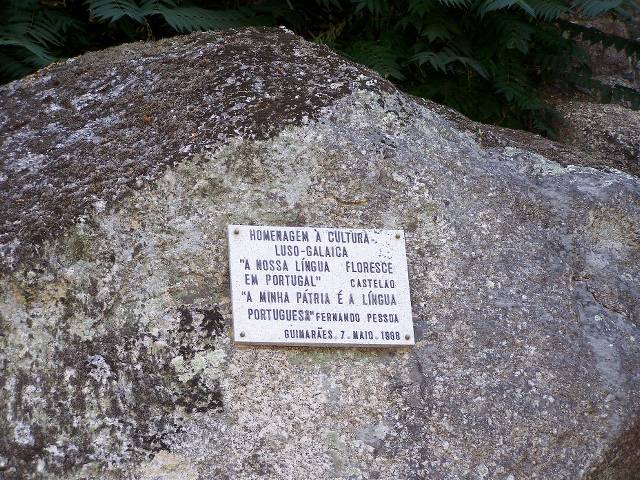 HOMENAGEM À CULTURA
LUSO-GALAICA
"A NOSSA LÍNGUA FLORESCE
EM PORTUGAL" CASTELAO
"A MINHA PÁTRIA É A LÍNGUA
PORTUGUESA" FERNANDO PESSOA
GUIMARÃES, 7. MAIO. 1988